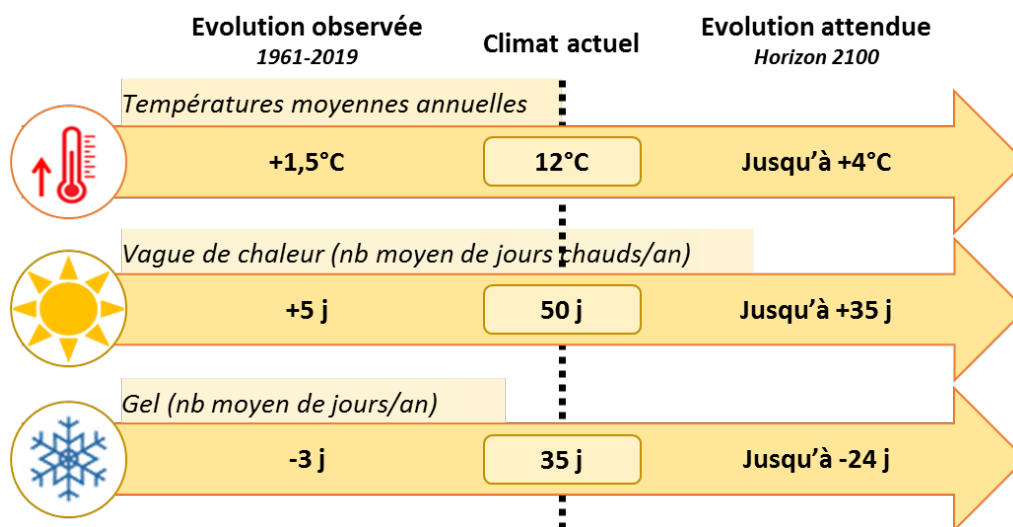 Evolution observée
1961-2019
Climat actuel
Evolution attendue
Horizon 2100
Températures moyennes annuelles
+1,5°C
12°C
Jusqu'à +4°C
Vague de chaleur (nb moyen de jours chauds/an)
+5 j
50 j
Jusqu'à +35 j
Gel (nb moyen de jours/an)
-3 j
35 j
Jusqu'à -24 j